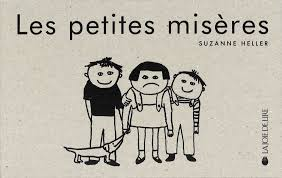 Les petites misères
SUZANNE HELLER
LA JOIE DE LIRE